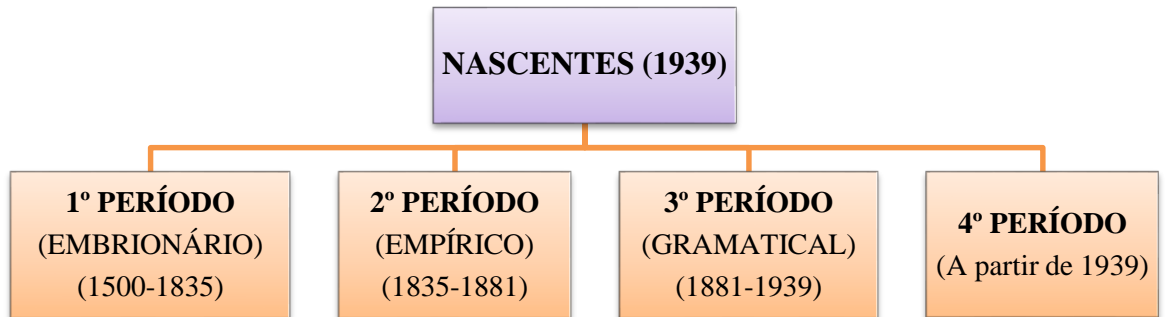 NASCENTES (1939)
1º PERÍODO
(EMBRIONÁRIO)
(1500-1835)
2º PERÍODO
(EMPÍRICO)
(1835-1881)
3º PERÍODO
(GRAMATICAL)
(1881-1939)
4º PERÍODO
(A partir de 1939)